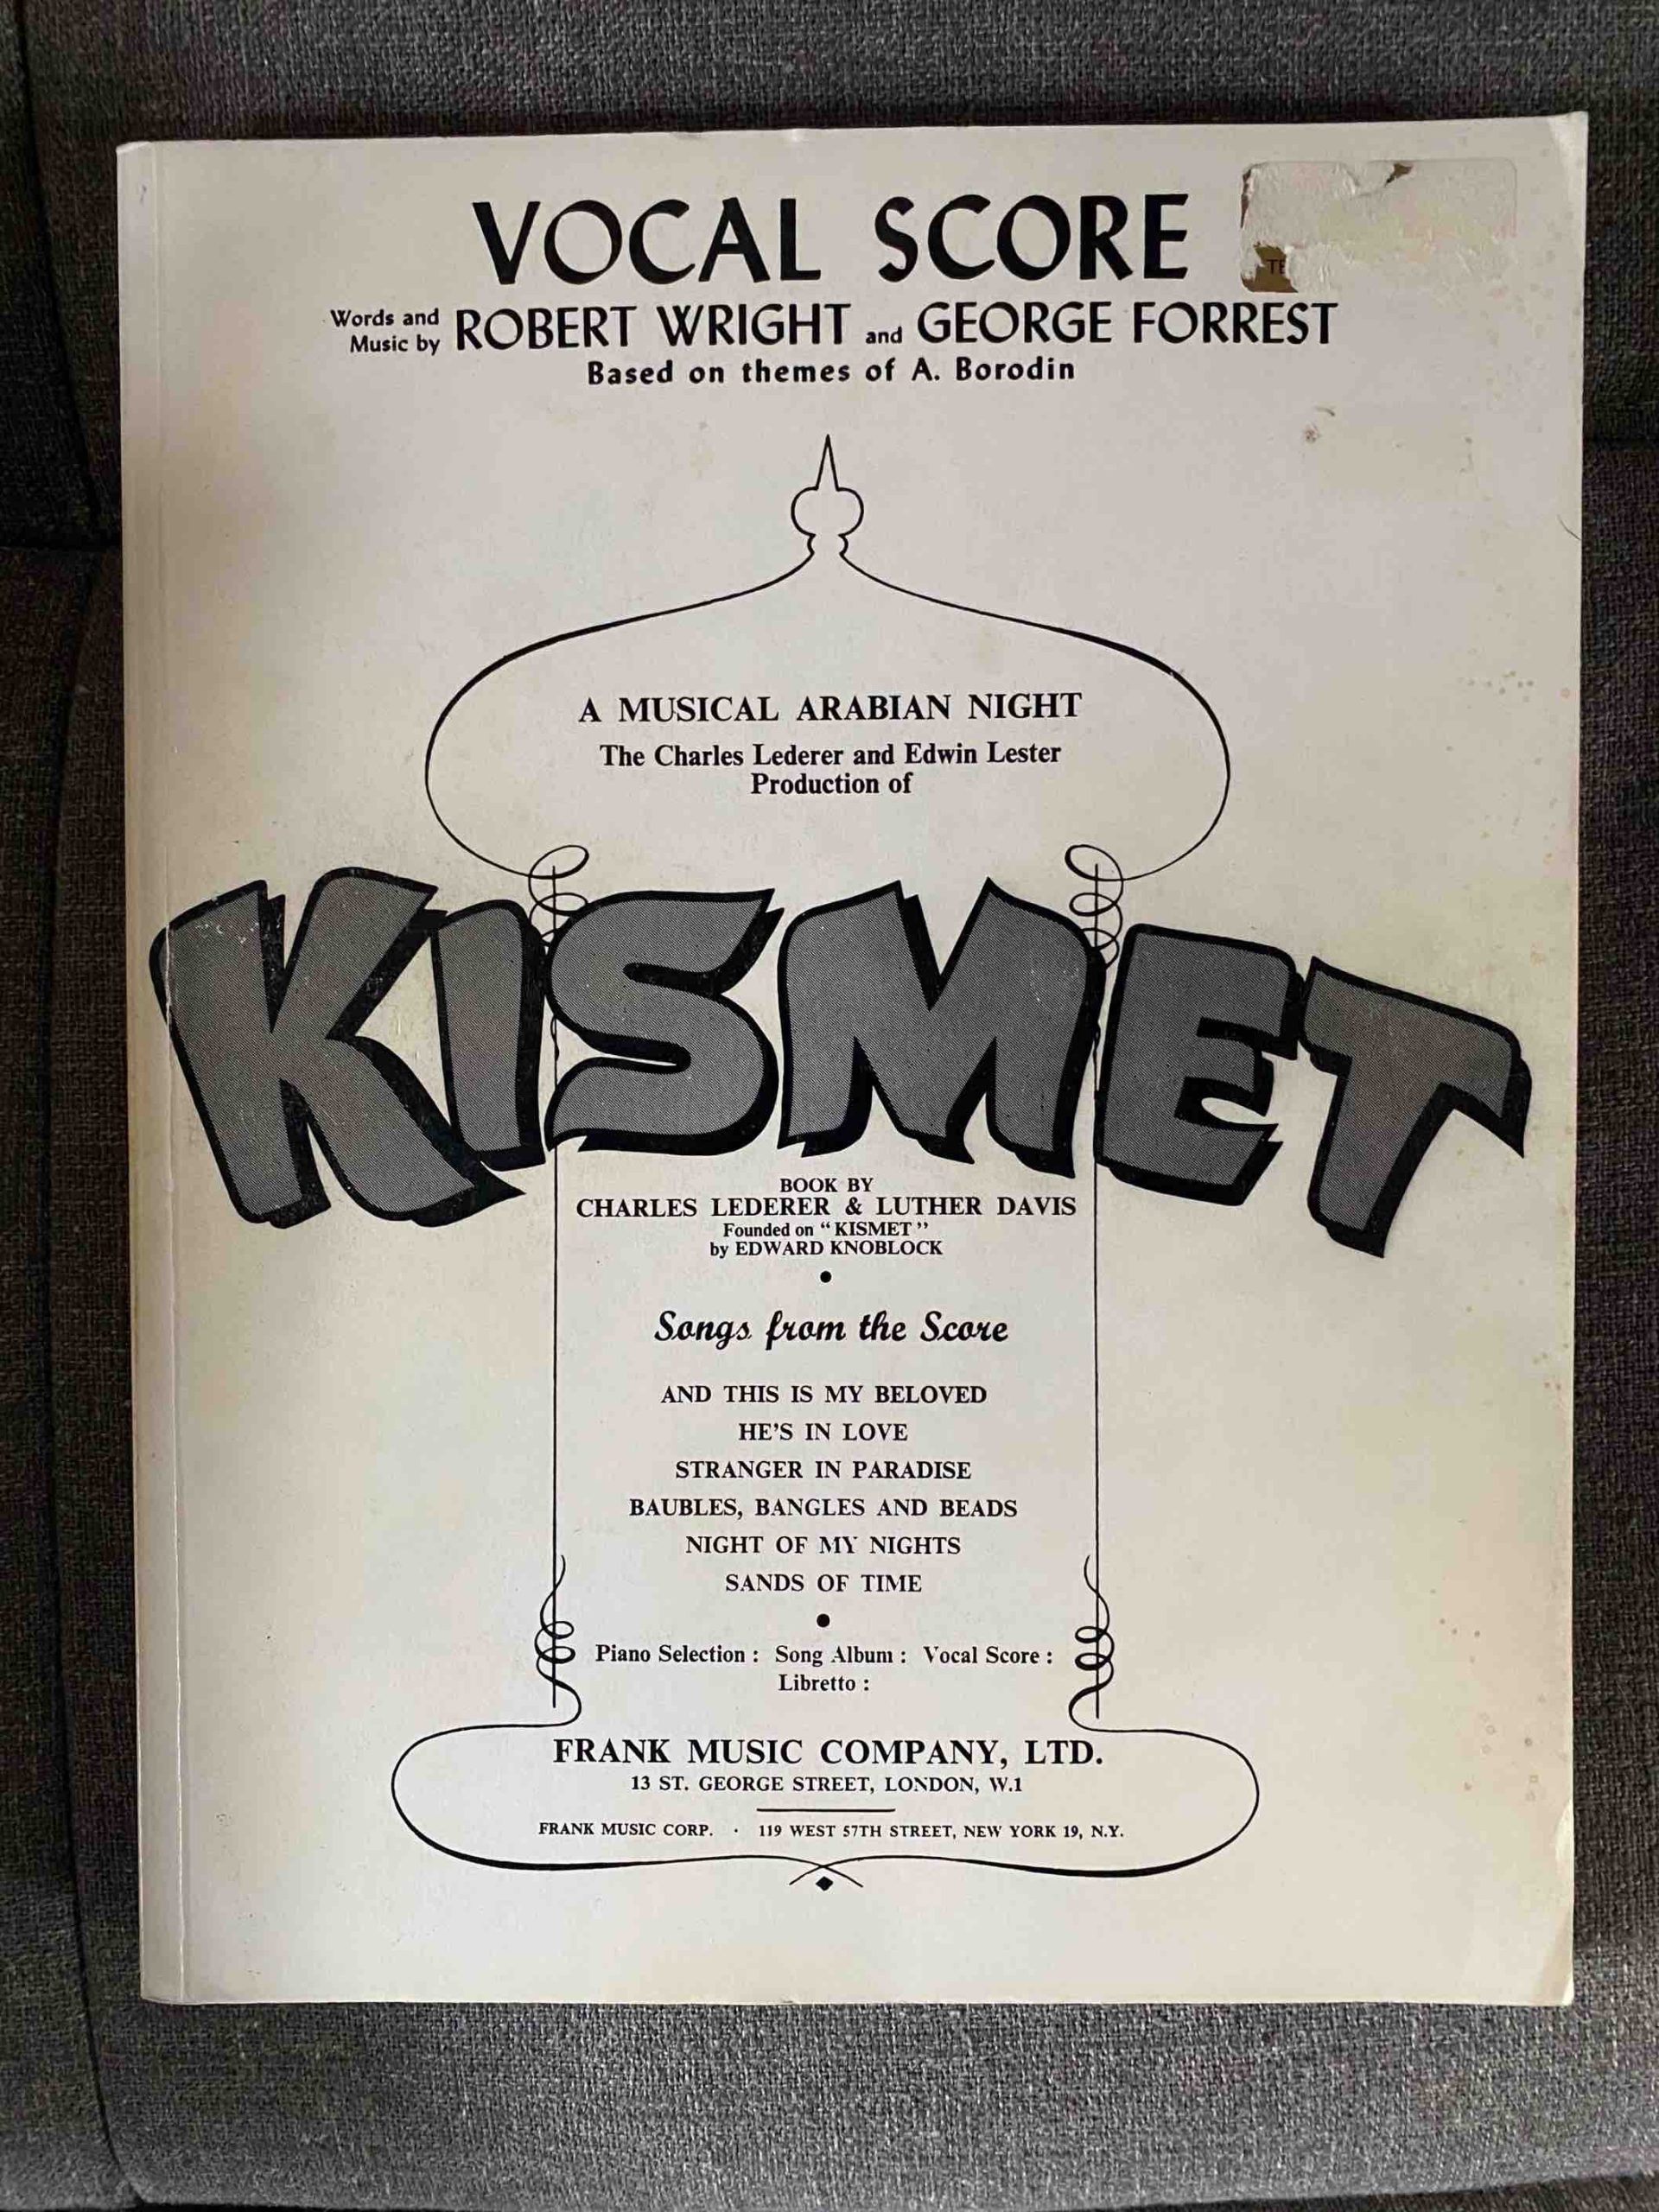 VOCAL SCORE
Words and
Music by ROBERT WRIGHT and GEORGE FORREST
Based on themes of A. Borodin
A MUSICAL ARABIAN NIGHT
The Charles Lederer and Edwin Lester
Production of
KISMET
BOOK BY
CHARLES LEDERER & LUTHER DAVIS
Founded on “KISMET”
by EDWARD KNOBLOCK
Songs from the Score
AND THIS IS MY BELOVED
HE'S IN LOVE
STRANGER IN PARADISE
BAUBLES, BANGLES AND BEADS
NIGHT OF MY NIGHTS
SANDS OF TIME
Piano Selection : Song Album : Vocal Score :
Libretto :
FRANK MUSIC COMPANY, LTD.
13 ST. GEORGE STREET, LONDON, W.1
FRANK MUSIC CORP. · 119 WEST 57TH STREET, NEW YORK 19, N.Y.